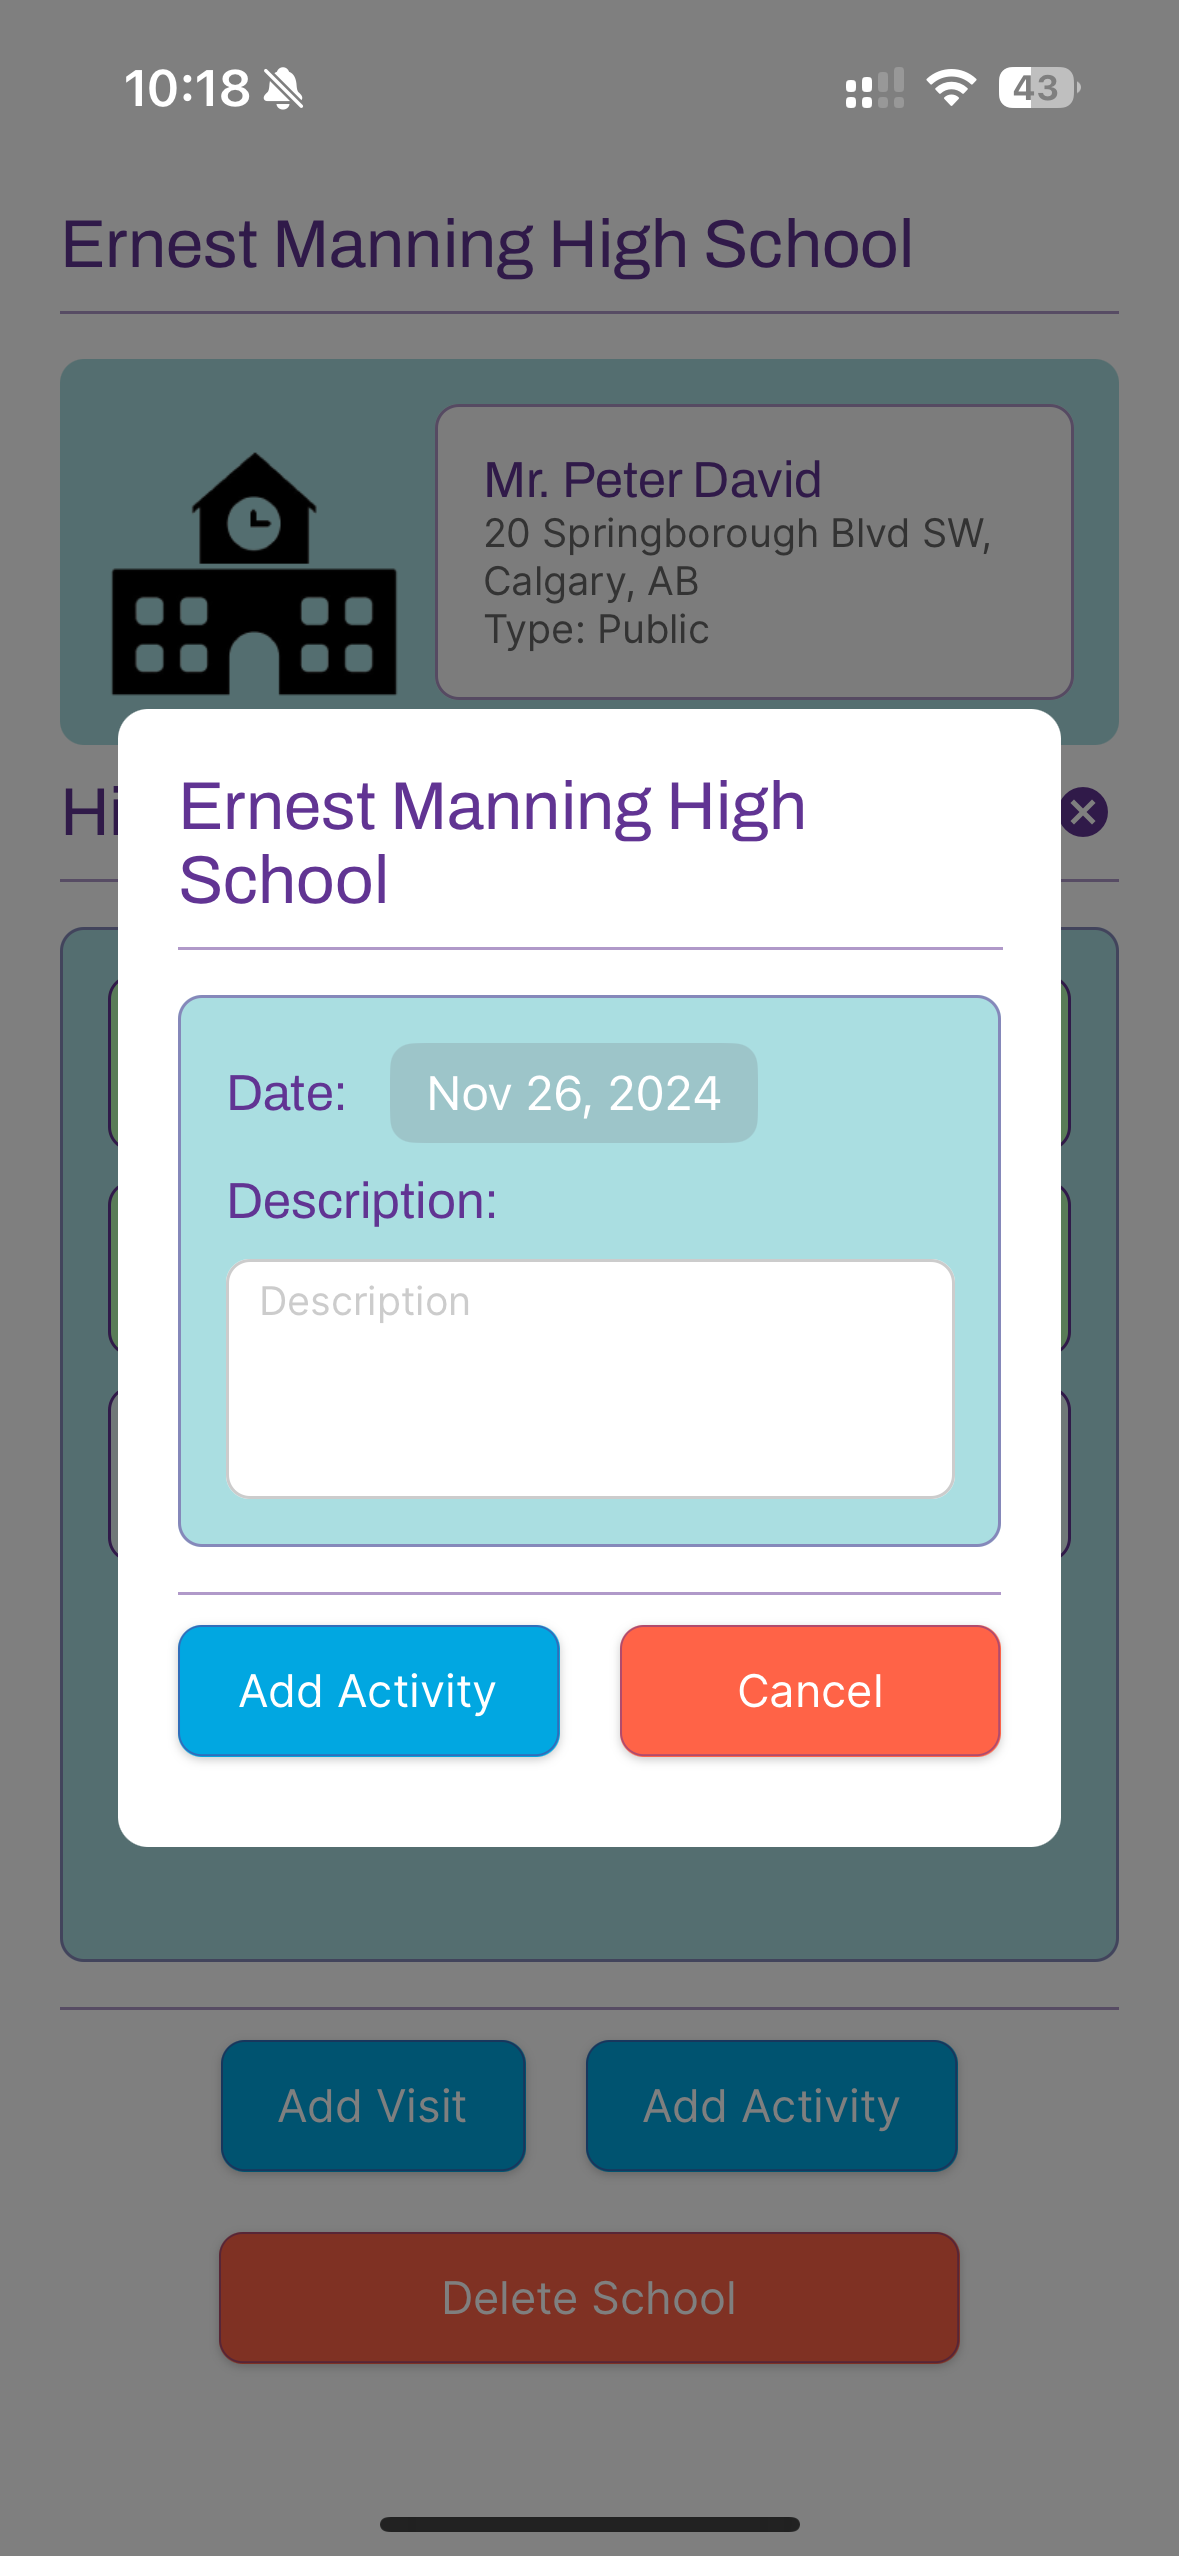 10:18
43
Ernest Manning High School
Mr. Peter David
20 Springborough Blvd SW,
Calgary, AB
Type: Public
Hi
Ernest Manning High
School
Date: Nov 26, 2024
Description:
Description
Add Activity Cancel
Add Visit Add Activity
Delete School